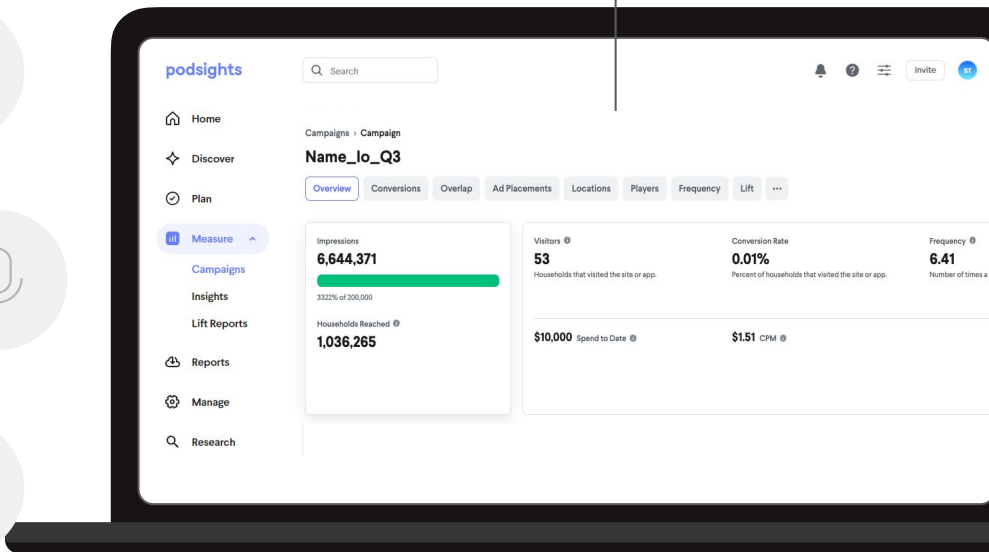 podsights
Search
Invite
ST
Home
Discover
Plan
Measure
Campaigns
Insights
Lift Reports
Reports
Manage
Research
Campaigns › Campaign
Name_Io_Q3
Overview Conversions Overlap Ad Placements Locations Players Frequency Lift ...
Impressions
6,644,371
3322% of 200,000
Households Reached
1,036,265
Visitors
53
Households that visited the site or app.
Conversion Rate
0.01%
Percent of households that visited the site or app.
Frequency
6.41
Number of times a
$10,000 Spend to Date
$1.51 CPM